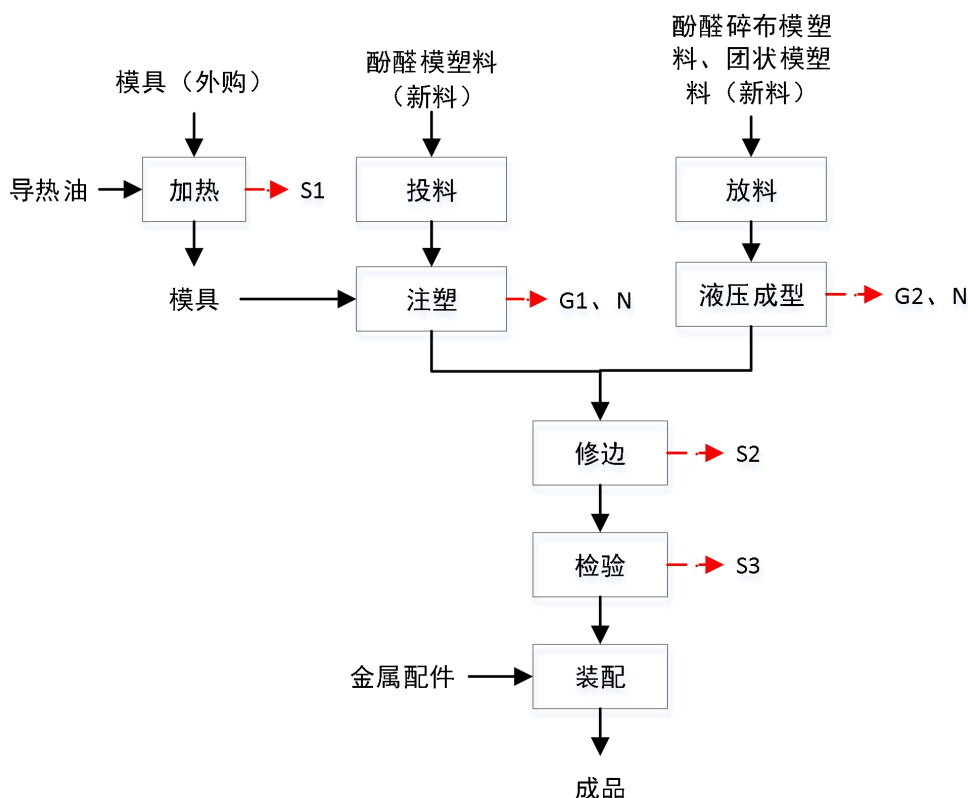 模具（外购）
酚醛模塑料
（新料）
酚醛碎布模塑
料、团状模塑
料（新料）
导热油
加热
S1
投料
放料
模具
注塑
G1、N
液压成型
G2、N
修边
S2
检验
S3
金属配件
装配
成品